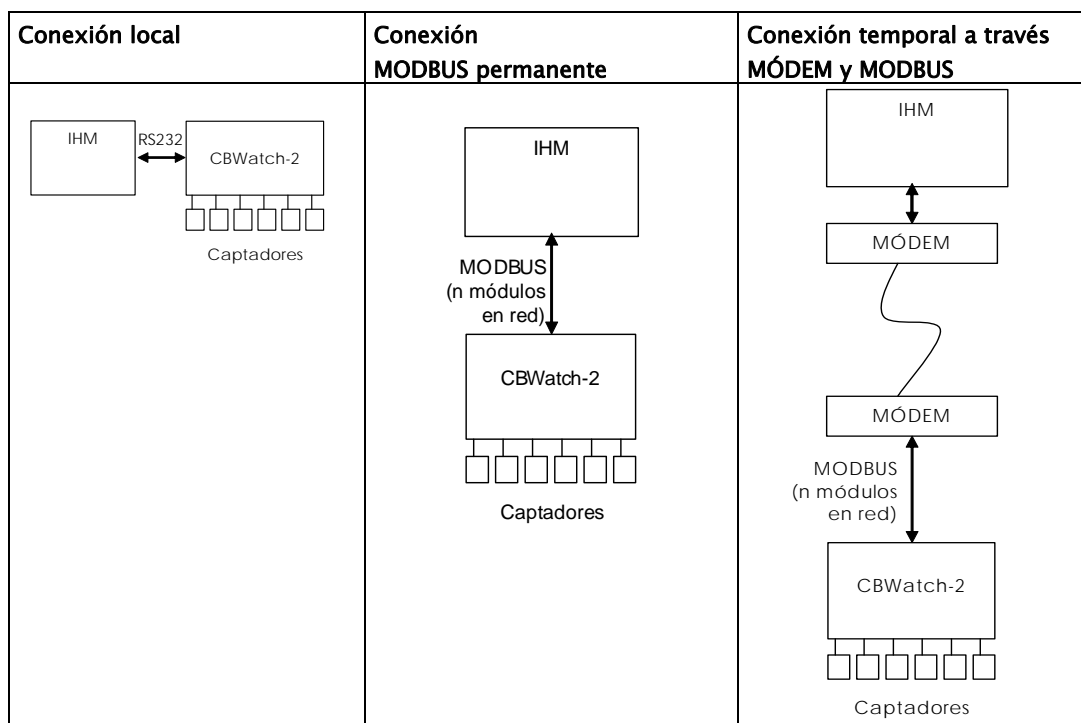 Conexión local
Conexión
MODBUS permanente
Conexión temporal a través
MÓDEM y MODBUS
IHM
RS232
CBWatch-2
Captadores
IHM
MODBUS
(n módulos
en red)
CBWatch-2
Captadores
IHM
MÓDEM
MÓDEM
MODBUS
(n módulos
en red)
CBWatch-2
Captadores